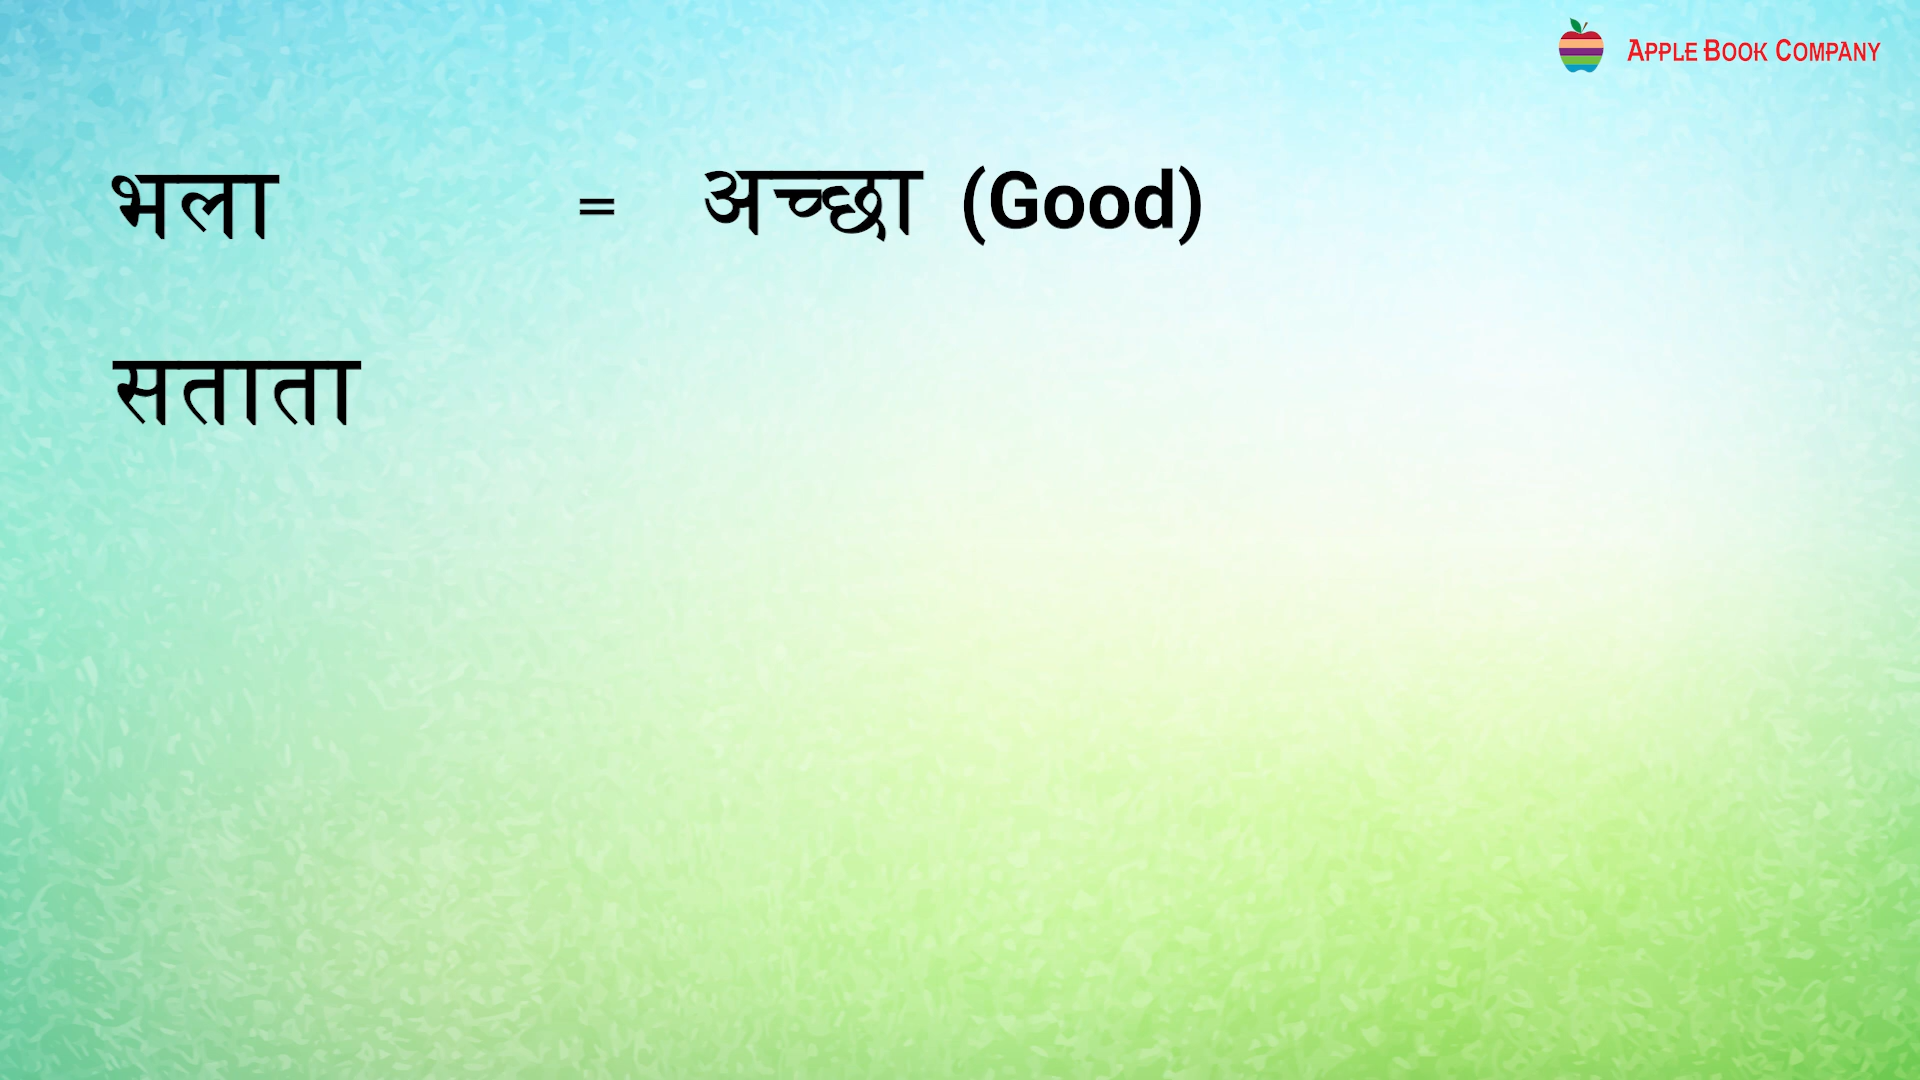 APPLE BOOK COMPANY
भला = अच्छा (Good)
सताता